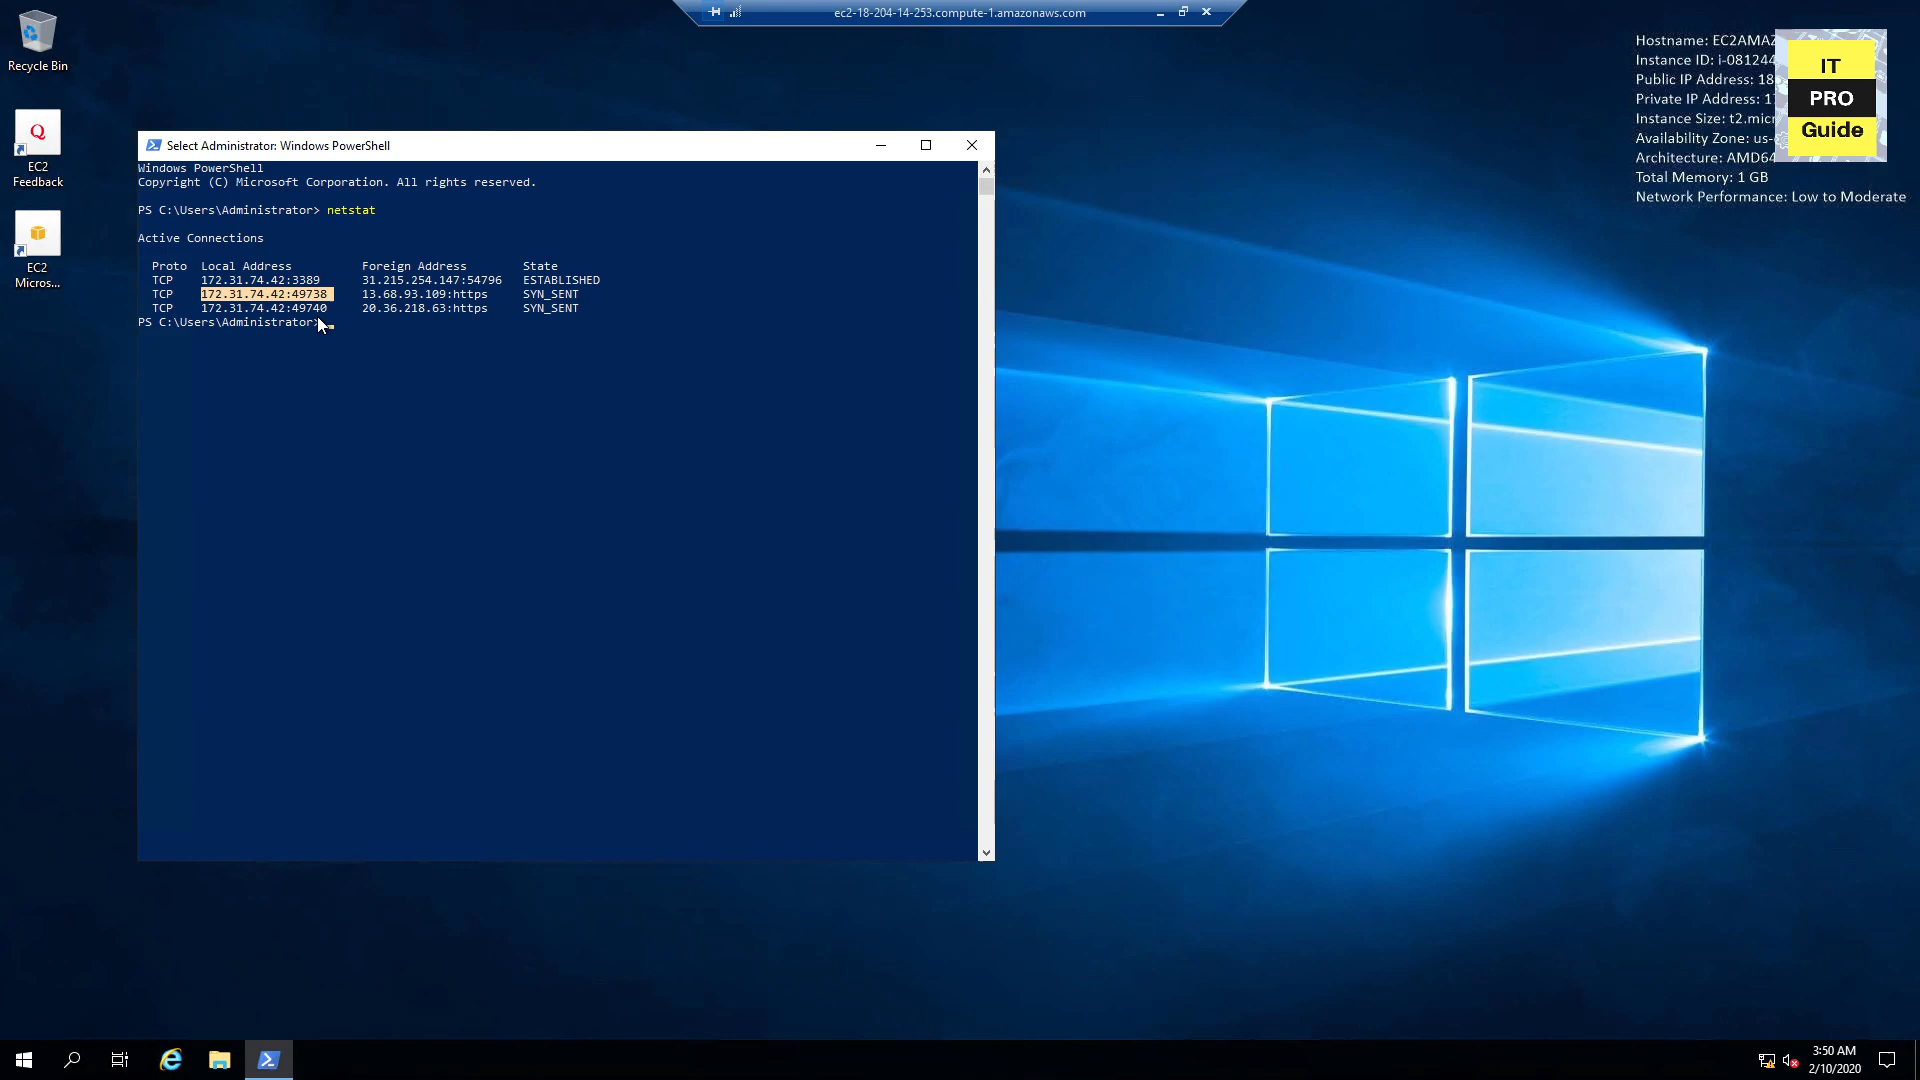 ec2-18-204-14-253.compute-1.amazonaws.com
Recycle Bin
Q
EC2
Feedback
EC2
Micros...
Hostname: EC2AMAZ
Instance ID: i-081244
Public IP Address: 18
Private IP Address: 1
Instance Size: t2.micr
Availability Zone: us-
Architecture: AMD64
Total Memory: 1 GB
Network Performance: Low to Moderate
IT
PRO
Guide
Select Administrator: Windows PowerShell
Windows PowerShell
Copyright (C) Microsoft Corporation. All rights reserved.
PS C:\Users\Administrator> netstat
Active Connections
Proto Local Address Foreign Address State
TCP 172.31.74.42:3389 31.215.254.147:54796 ESTABLISHED
TCP 172.31.74.42:49738 13.68.93.109:https SYN_SENT
TCP 172.31.74.42:49740 20.36.218.63:https SYN_SENT
PS C:\Users\Administrator>
3:50 AM
2/10/2020